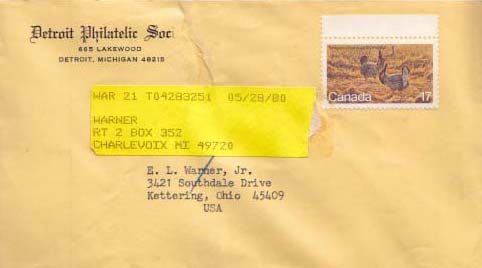 Detroit Philatelic Soci
665 LAKEWOOD
DETROIT, MICHIGAN 48215
Canada 17
WAR 21 T04283251 05/28/80
WARNER
RT 2 BOX 352
CHARLEVOIX MI 49720
E. L. Warner, Jr.
3421 Southdale Drive
Kettering, Ohio 45409
USA